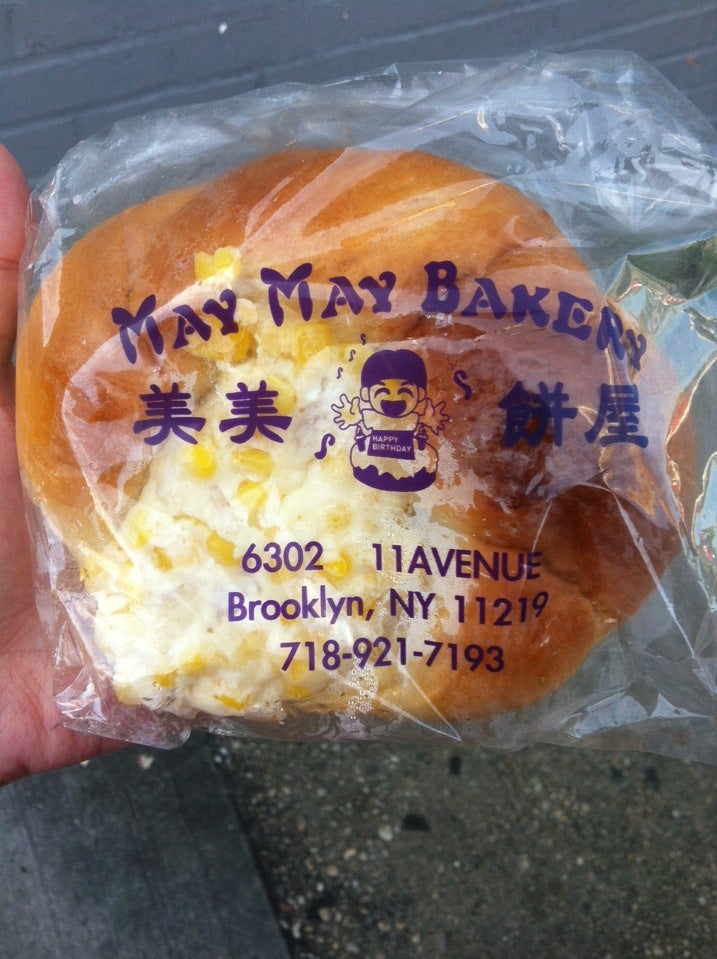 MAY MAY BAKERY
美美 餅屋
HAPPY
BIRTHDAY
6302 11AVENUE
Brooklyn, NY 11219
718-921-7193